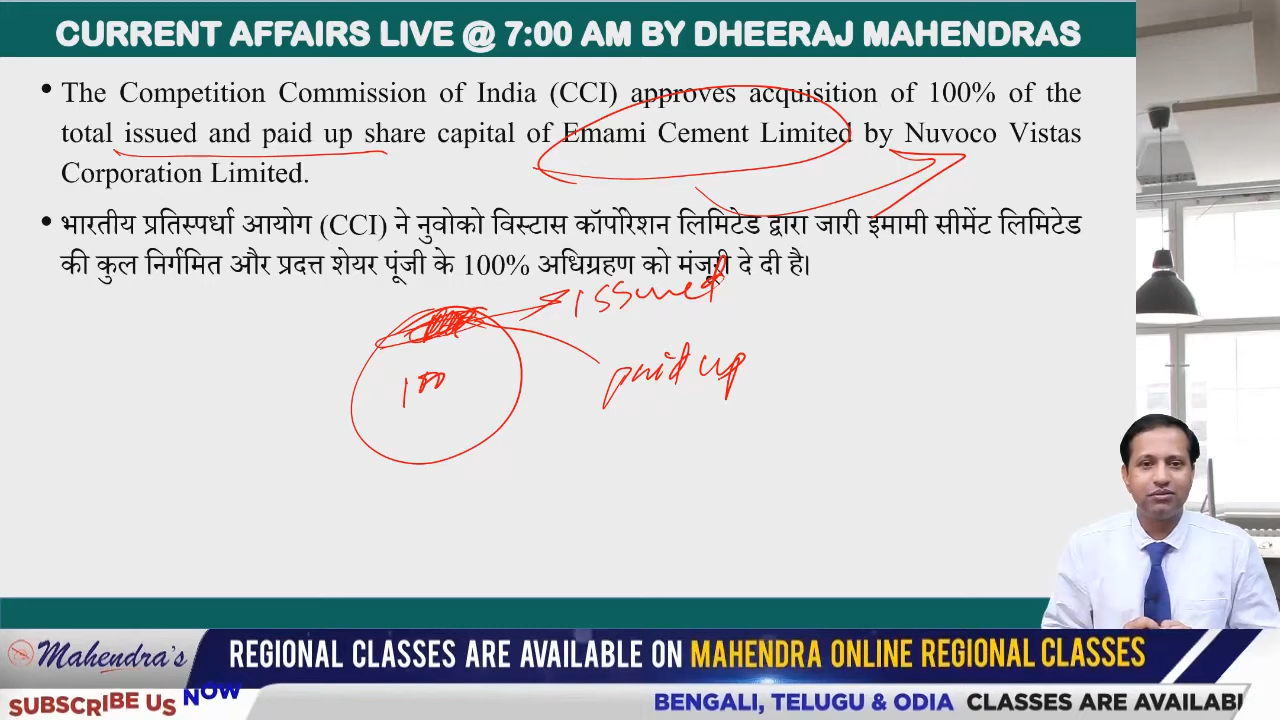 CURRENT AFFAIRS LIVE @ 7:00 AM BY DHEERAJ MAHENDRAS
• The Competition Commission of India (CCI) approves acquisition of 100% of the
total issued and paid up share capital of Emami Cement Limited by Nuvoco Vistas
Corporation Limited.
• भारतीय प्रतिस्पर्धा आयोग (CCI) ने नुवोको विस्टास कॉर्पोरेशन लिमिटेड द्वारा जारी इमामी सीमेंट लिमिटेड
की कुल निर्गमित और प्रदत्त शेयर पूंजी के 100% अधिग्रहण को मंजूरी दे दी है।
issued
paid up
100
Mahendra's
REGIONAL CLASSES ARE AVAILABLE ON MAHENDRA ONLINE REGIONAL CLASSES
SUBSCRIBE US NOW
BENGALI, TELUGU & ODIA CLASSES ARE AVAILABL